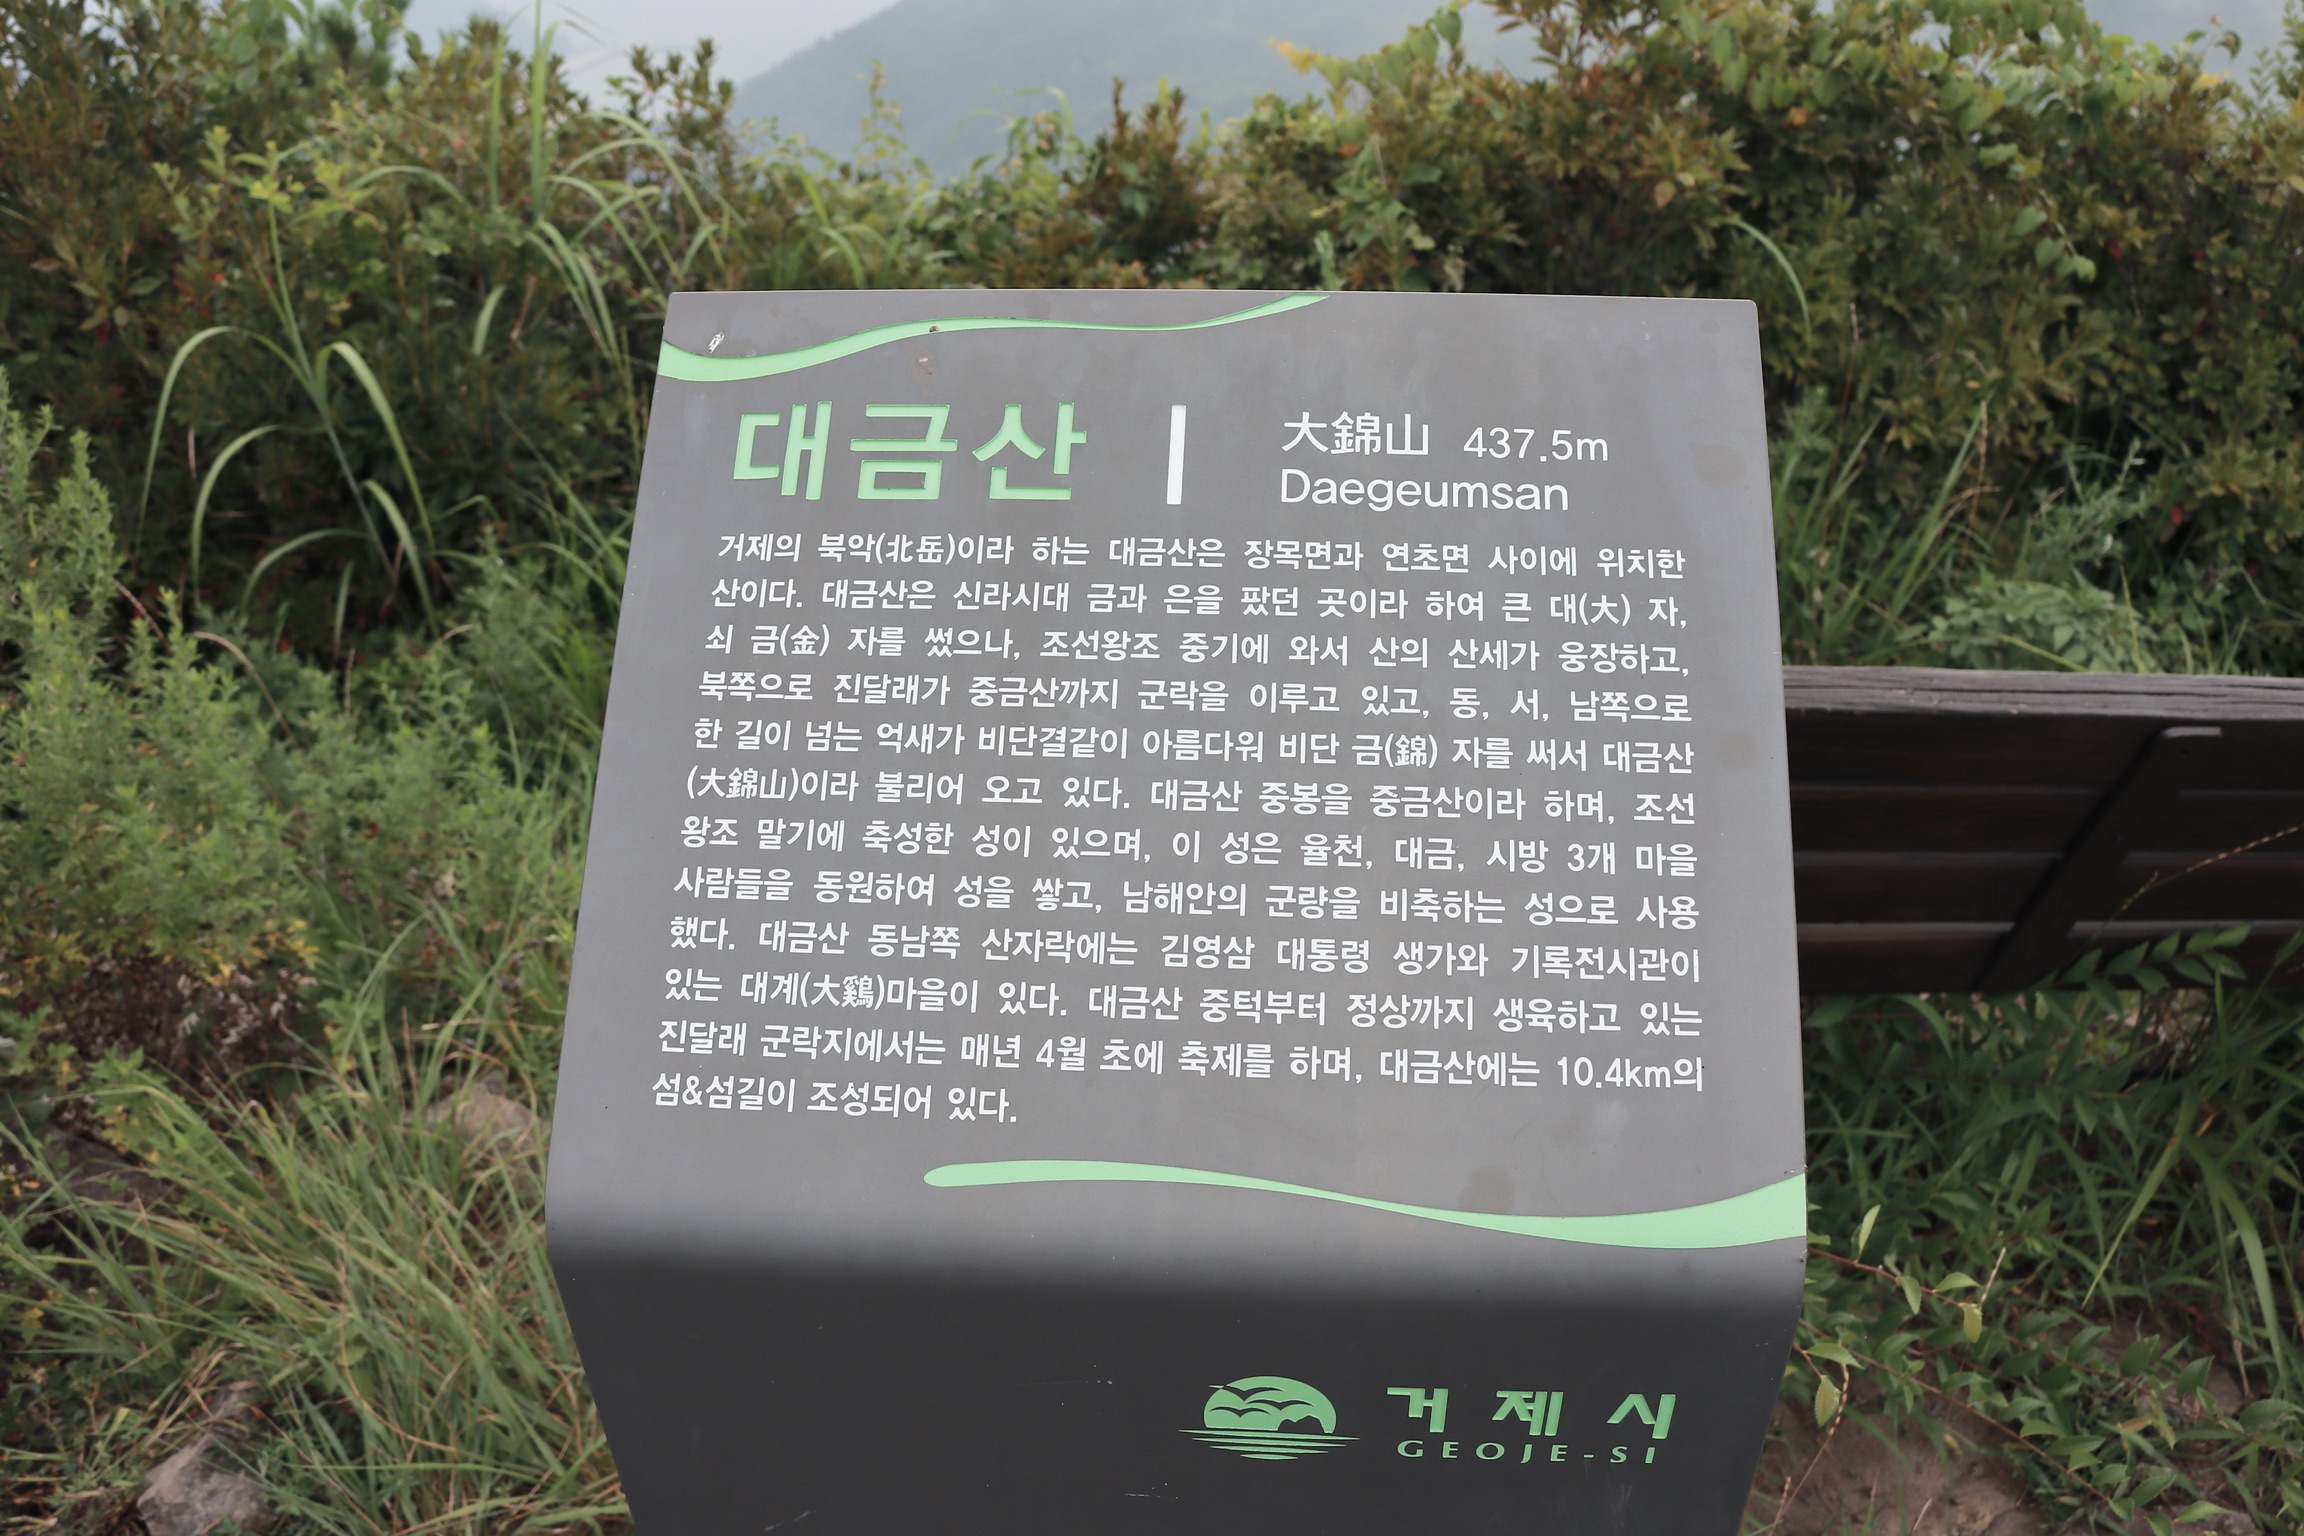 대금산 | 大錦山 437.5m
Daegeumsan
거제의 북악(北岳)이라 하는 대금산은 장목면과 연초면 사이에 위치한
산이다. 대금산은 신라시대 금과 은을 팠던 곳이라 하여 큰 대(大) 자,
쇠 금(金) 자를 썼으나, 조선왕조 중기에 와서 산의 산세가 웅장하고,
북쪽으로 진달래가 중금산까지 군락을 이루고 있고, 동, 서, 남쪽으로
한 길이 넘는 억새가 비단결같이 아름다워 비단 금(錦) 자를 써서 대금산
(大錦山)이라 불리어 오고 있다. 대금산 중봉을 중금산이라 하며, 조선
왕조 말기에 축성한 성이 있으며, 이 성은 율천, 대금, 시방 3개 마을
사람들을 동원하여 성을 쌓고, 남해안의 군량을 비축하는 성으로 사용
했다. 대금산 동남쪽 산자락에는 김영삼 대통령 생가와 기록전시관이
있는 대계(大鷄)마을이 있다. 대금산 중턱부터 정상까지 생육하고 있는
진달래 군락지에서는 매년 4월 초에 축제를 하며, 대금산에는 10.4km의
섬&섬길이 조성되어 있다.
거제시
GEOJE-SI